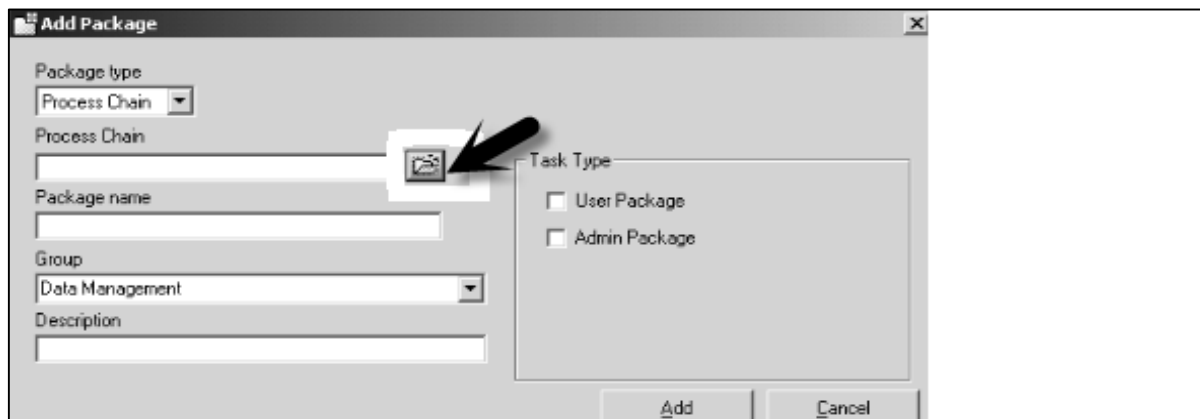 Add Package
Package type
Process Chain
Process Chain
Package name
Group
Data Management
Description
Task Type
User Package
Admin Package
Add
Cancel